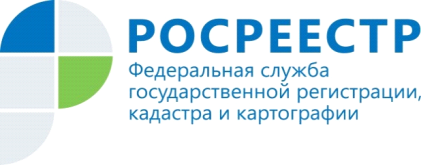 РОСРЕЕСТР
Федеральная служба
государственной регистрации,
кадастра и картографии